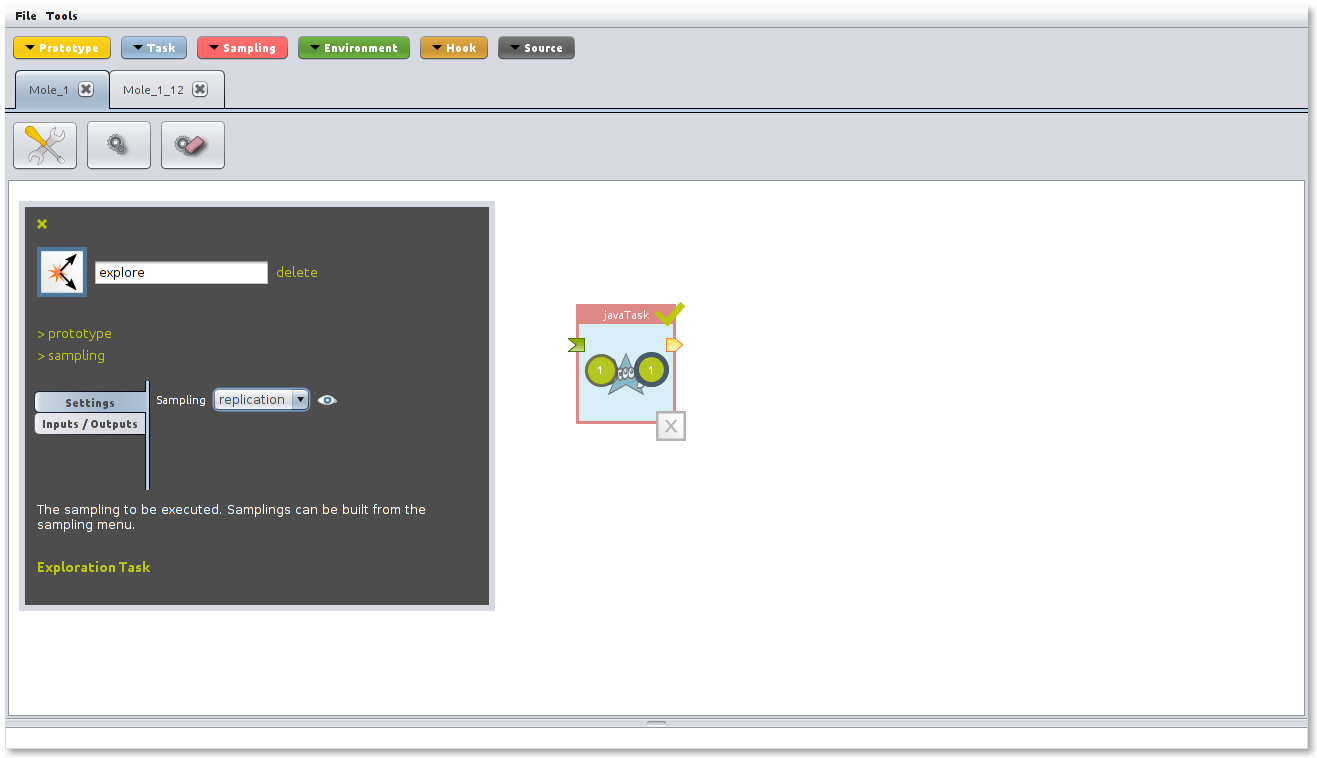 File Tools
Prototype Task Sampling Environment Hook Source
Mole_1 Mole_1_12
explore delete
> prototype
> sampling
Settings Sampling replication
Inputs / Outputs
The sampling to be executed. Samplings can be built from the
sampling menu.
Exploration Task
javaTask
1 1
X